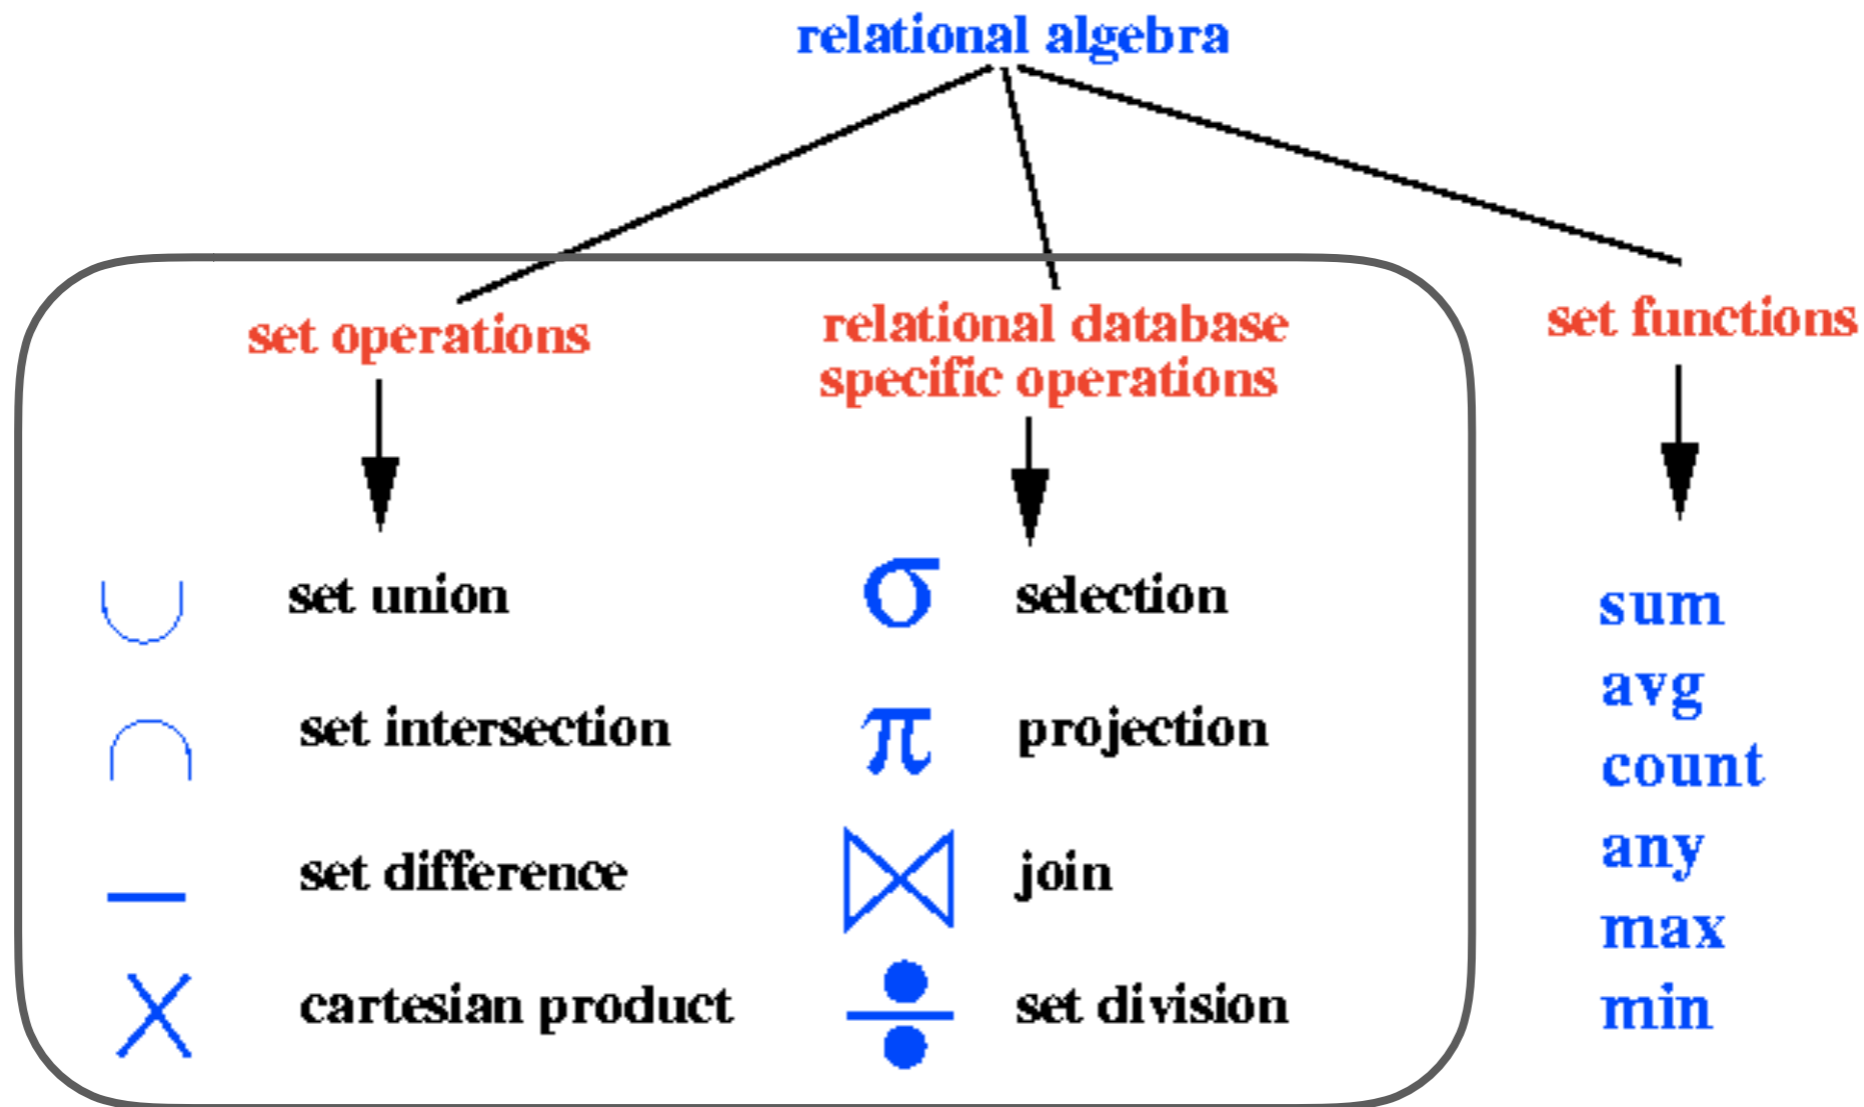 relational algebra
set operations
relational database
specific operations
set functions
∪ set union
∩ set intersection
− set difference
× cartesian product
σ selection
π projection
⋈ join
÷ set division
sum
avg
count
any
max
min